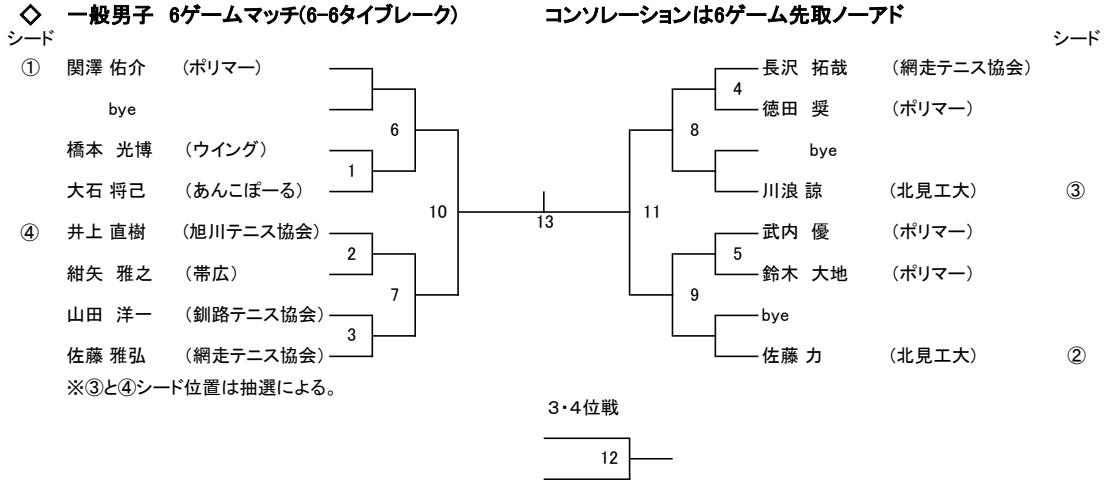 ◇ 一般男子 6ゲームマッチ(6-6タイブレーク) コンソレーションは6ゲーム先取ノーアド
シード シード
① 関澤 佑介 (ポリマー) 長沢 拓哉 (網走テニス協会)
4
bye 徳田 奨 (ポリマー)
6 8
橋本 光博 (ウイング) bye
1
大石 将己 (あんこぽーる) 川浪 諒 (北見工大) ③
10 13 11
④ 井上 直樹 (旭川テニス協会) 武内 優 (ポリマー)
2 5
紺矢 雅之 (帯広) 鈴木 大地 (ポリマー)
7 9
山田 洋一 (釧路テニス協会) bye
3
佐藤 雅弘 (網走テニス協会) 佐藤 力 (北見工大) ②
※③と④シード位置は抽選による。
3・4位戦
12